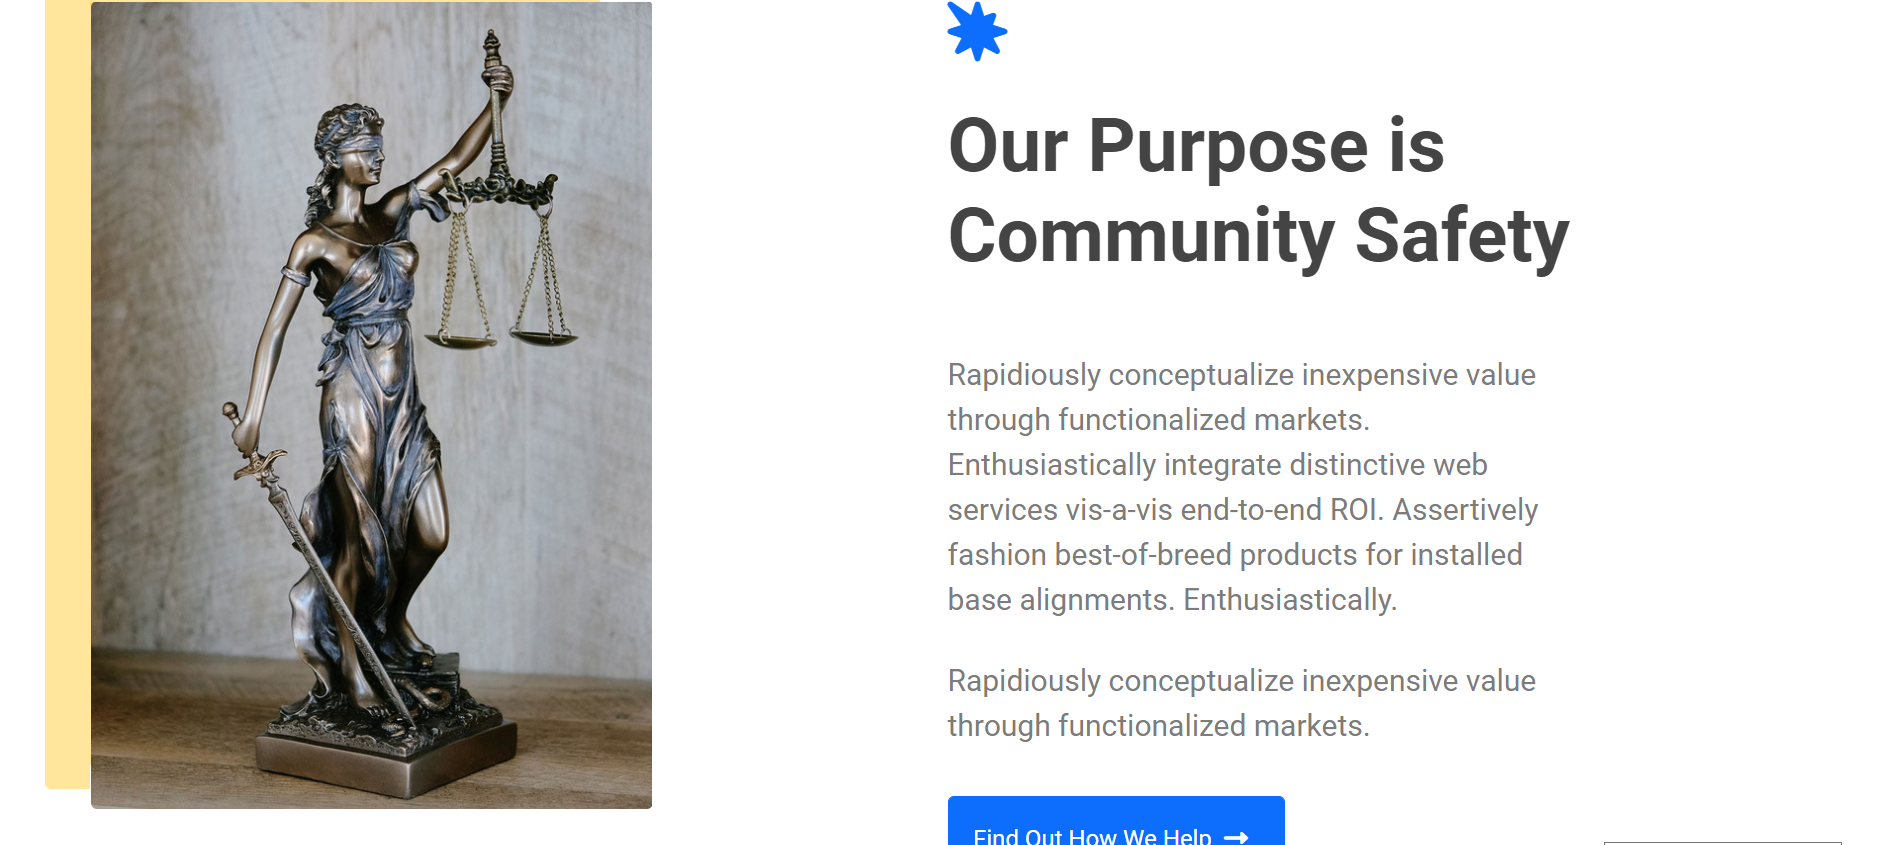 Our Purpose is
Community Safety
Rapidiously conceptualize inexpensive value
through functionalized markets.
Enthusiastically integrate distinctive web
services vis-a-vis end-to-end ROI. Assertively
fashion best-of-breed products for installed
base alignments. Enthusiastically.
Rapidiously conceptualize inexpensive value
through functionalized markets.
Find Out How We Help